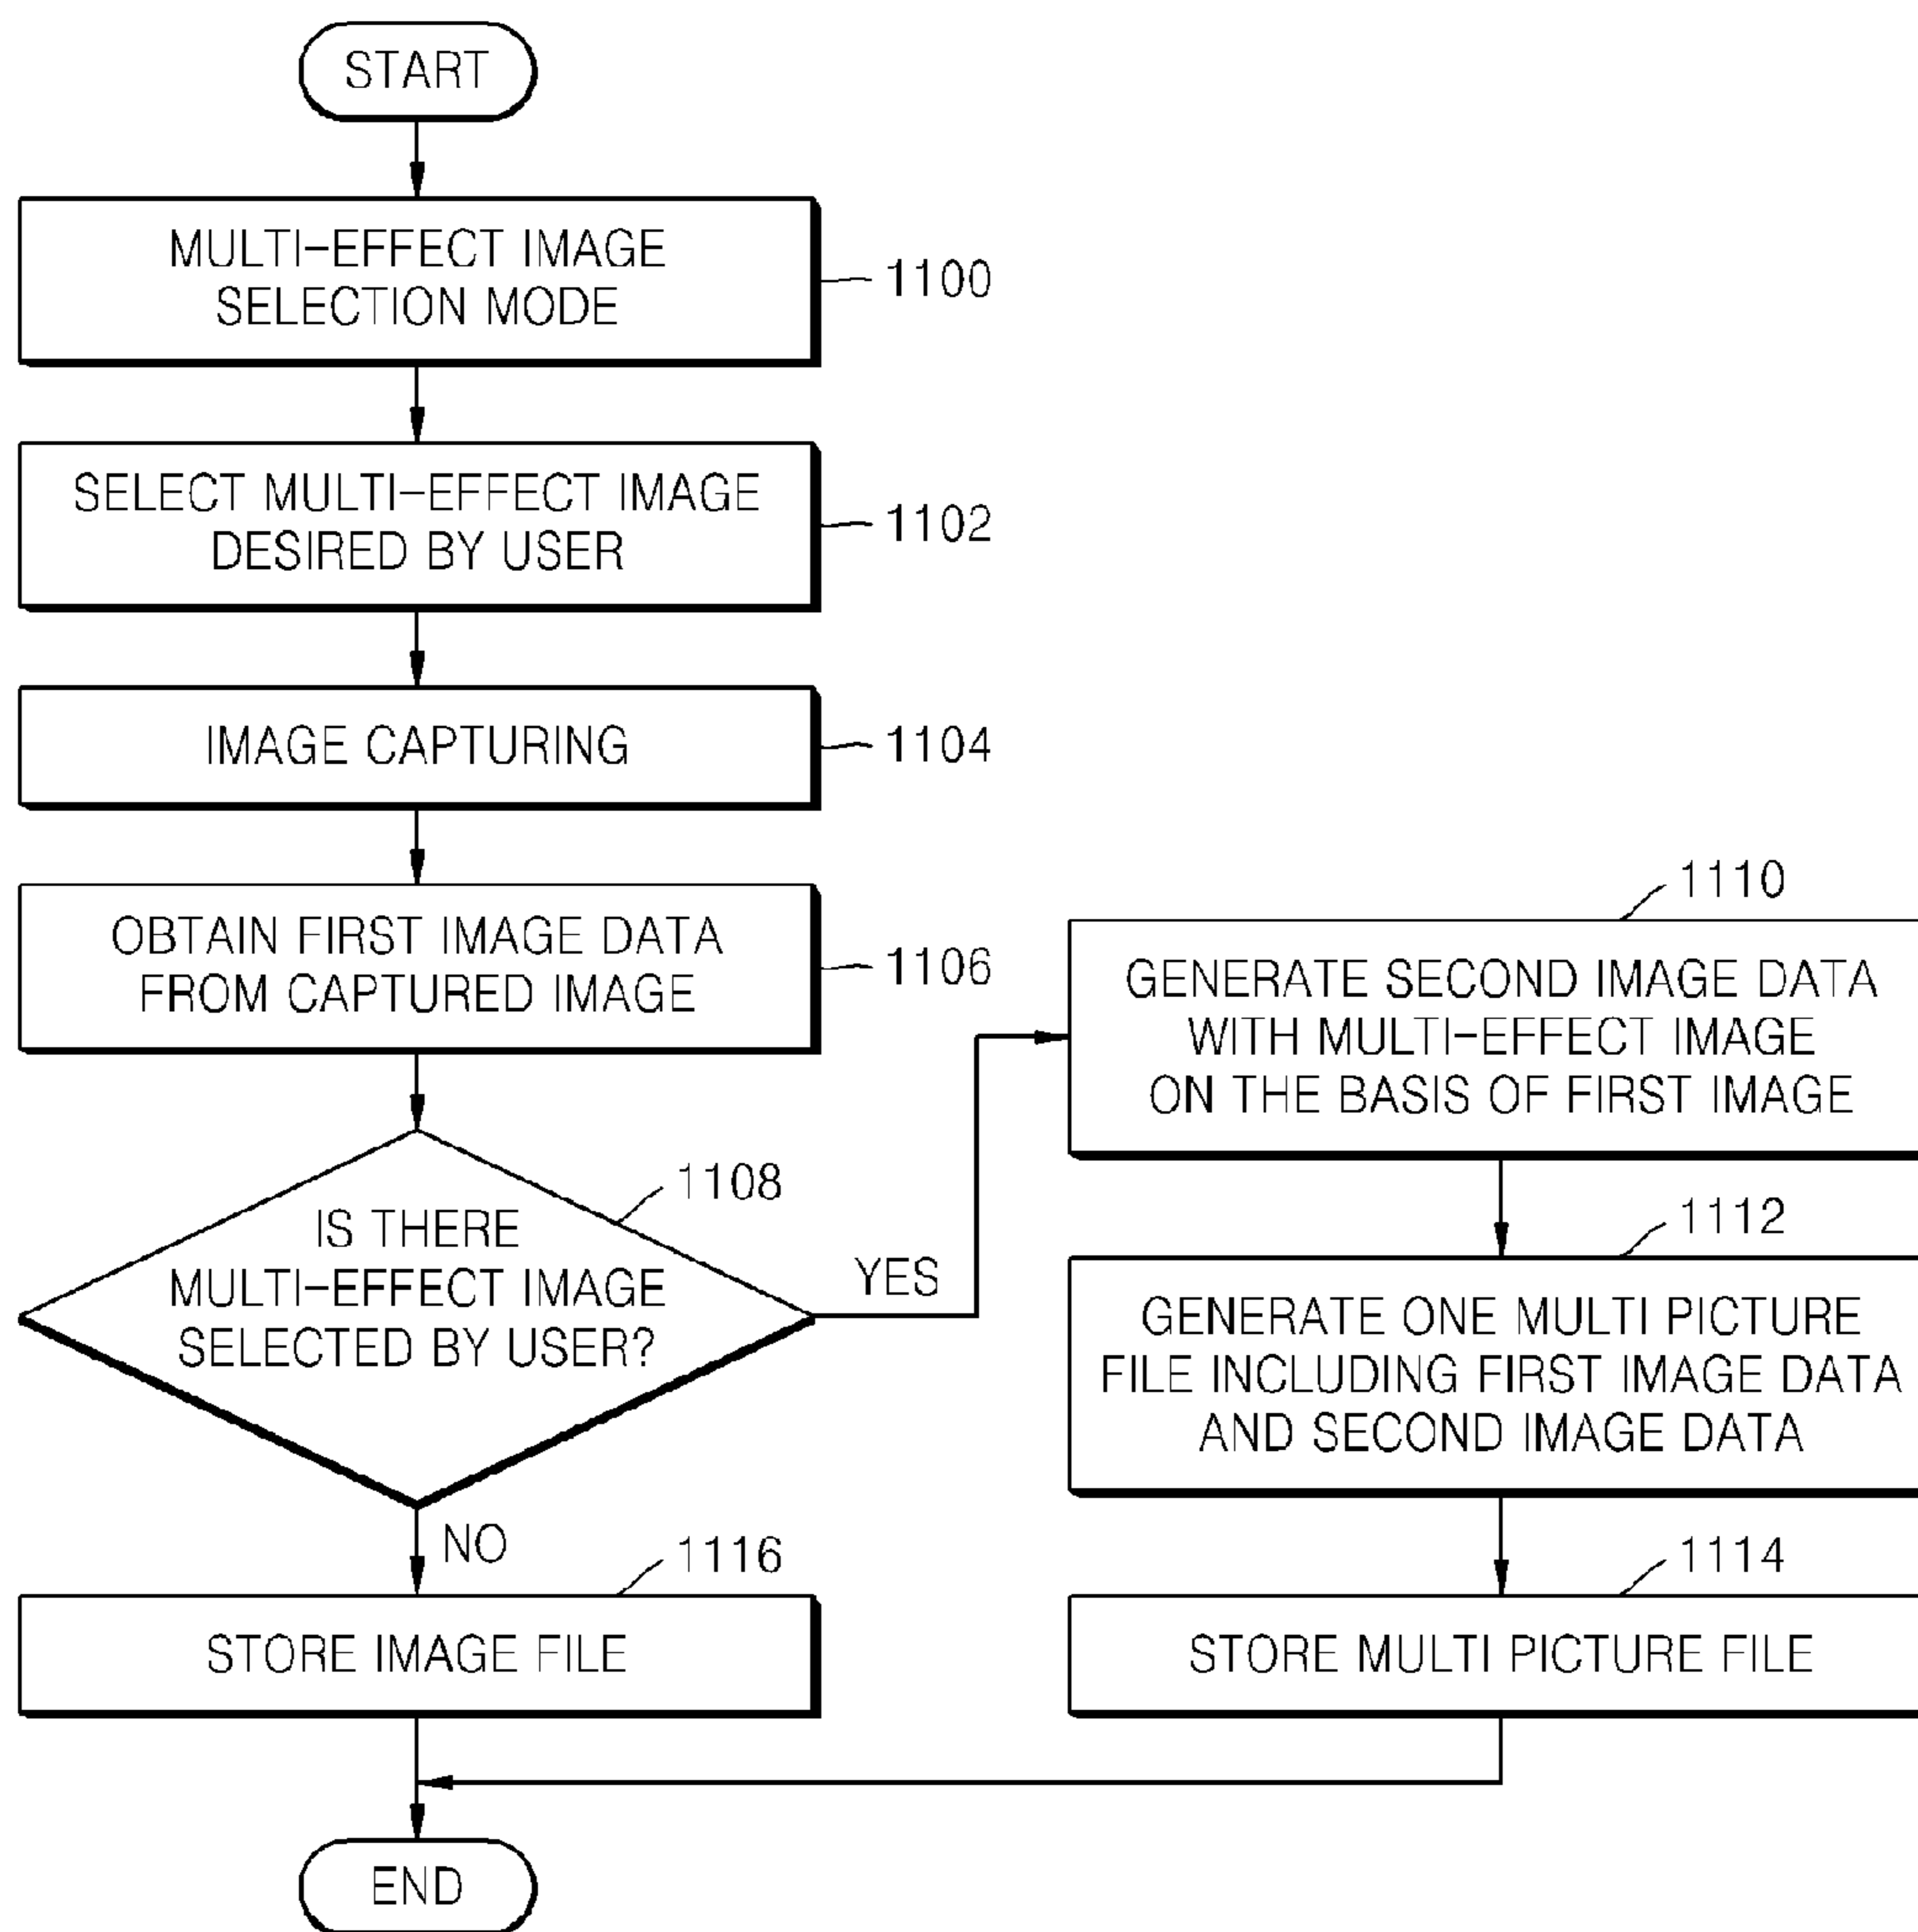 START
MULTI-EFFECT IMAGE
SELECTION MODE
1100
SELECT MULTI-EFFECT IMAGE
DESIRED BY USER
1102
IMAGE CAPTURING
1104
OBTAIN FIRST IMAGE DATA
FROM CAPTURED IMAGE
1106
1108
IS THERE
MULTI-EFFECT IMAGE
SELECTED BY USER?
YES
NO
1110
GENERATE SECOND IMAGE DATA
WITH MULTI-EFFECT IMAGE
ON THE BASIS OF FIRST IMAGE
1112
GENERATE ONE MULTI PICTURE
FILE INCLUDING FIRST IMAGE DATA
AND SECOND IMAGE DATA
1114
STORE MULTI PICTURE FILE
1116
STORE IMAGE FILE
END